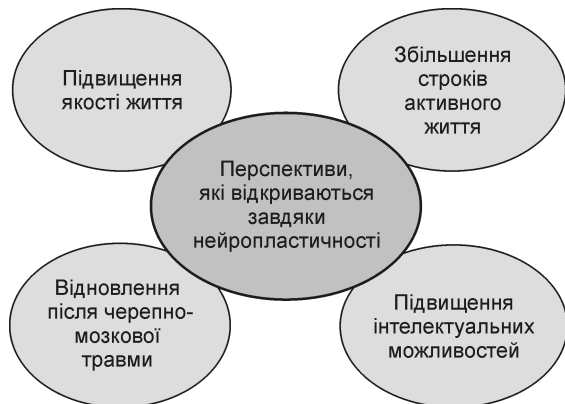 Підвищення
якості життя
Збільшення
строків
активного
життя
Перспективи,
які відкриваються
завдяки
нейропластичності
Відновлення
після черепно-
мозкової
травми
Підвищення
інтелектуальних
можливостей